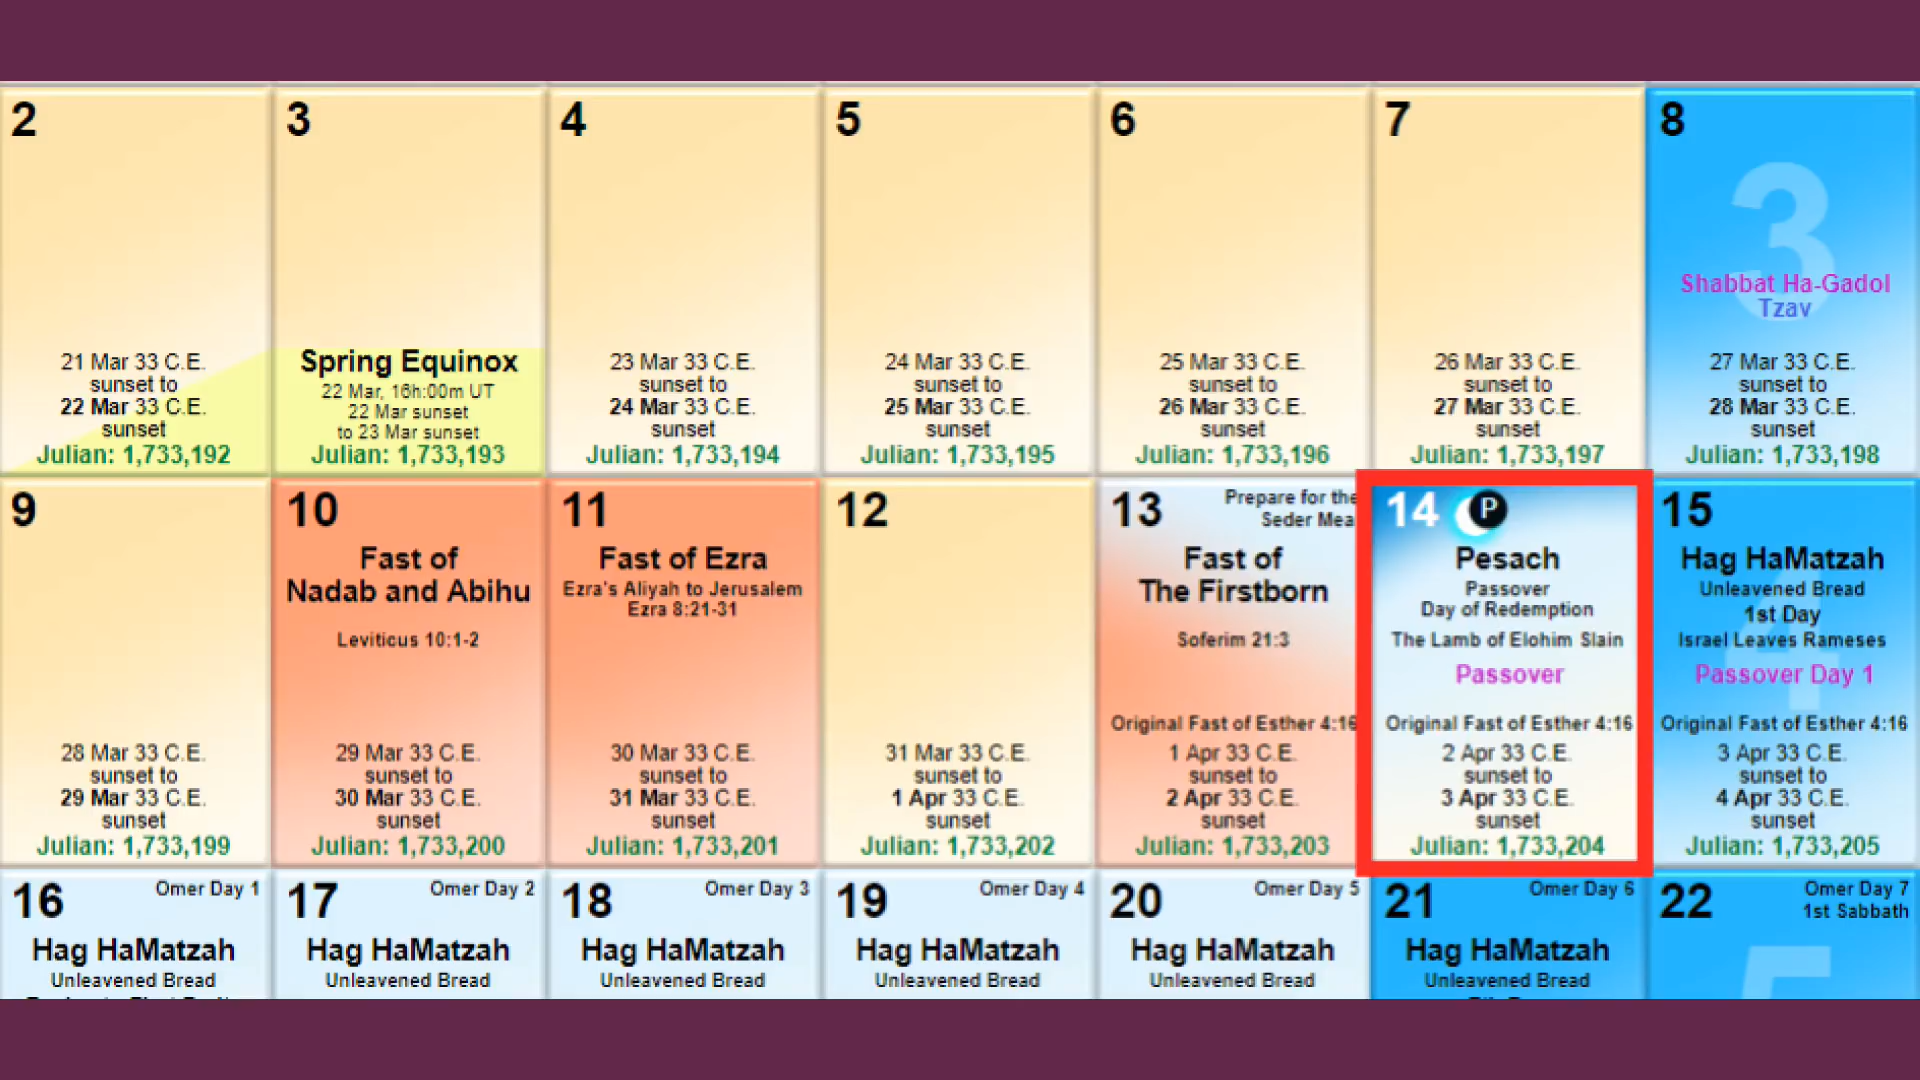 2
21 Mar 33 C.E.
sunset to
22 Mar 33 C.E.
sunset
Julian: 1,733,192
3
Spring Equinox
22 Mar, 16h:00m UT
22 Mar sunset
to 23 Mar sunset
Julian: 1,733,193
4
23 Mar 33 C.E.
sunset to
24 Mar 33 C.E.
sunset
Julian: 1,733,194
5
24 Mar 33 C.E.
sunset to
25 Mar 33 C.E.
sunset
Julian: 1,733,195
6
25 Mar 33 C.E.
sunset to
26 Mar 33 C.E.
sunset
Julian: 1,733,196
7
26 Mar 33 C.E.
sunset to
27 Mar 33 C.E.
sunset
Julian: 1,733,197
8
3
Shabbat Ha-Gadol
Tzav
27 Mar 33 C.E.
sunset to
28 Mar 33 C.E.
sunset
Julian: 1,733,198
9
28 Mar 33 C.E.
sunset to
29 Mar 33 C.E.
sunset
Julian: 1,733,199
10
Fast of
Nadab and Abihu
Leviticus 10:1-2
29 Mar 33 C.E.
sunset to
30 Mar 33 C.E.
sunset
Julian: 1,733,200
11
Fast of Ezra
Ezra's Aliyah to Jerusalem
Ezra 8:21-31
30 Mar 33 C.E.
sunset to
31 Mar 33 C.E.
sunset
Julian: 1,733,201
12
31 Mar 33 C.E.
sunset to
1 Apr 33 C.E.
sunset
Julian: 1,733,202
13
Prepare for the
Seder Mea
Fast of
The Firstborn
Soferim 21:3
Original Fast of Esther 4:16
1 Apr 33 C.E.
sunset to
2 Apr 33 C.E.
sunset
Julian: 1,733,203
14 P
Pesach
Passover
Day of Redemption
The Lamb of Elohim Slain
Passover
Original Fast of Esther 4:16
2 Apr 33 C.E.
sunset to
3 Apr 33 C.E.
sunset
Julian: 1,733,204
15
4
Hag HaMatzah
Unleavened Bread
1st Day
Israel Leaves Rameses
Passover Day 1
Original Fast of Esther 4:16
3 Apr 33 C.E.
sunset to
4 Apr 33 C.E.
sunset
Julian: 1,733,205
16
Omer Day 1
Hag HaMatzah
Unleavened Bread
17
Omer Day 2
Hag HaMatzah
Unleavened Bread
18
Omer Day 3
Hag HaMatzah
Unleavened Bread
19
Omer Day 4
Hag HaMatzah
Unleavened Bread
20
Omer Day 5
Hag HaMatzah
Unleavened Bread
21
Omer Day 6
Hag HaMatzah
Unleavened Bread
22
Omer Day 7
1st Sabbath
5